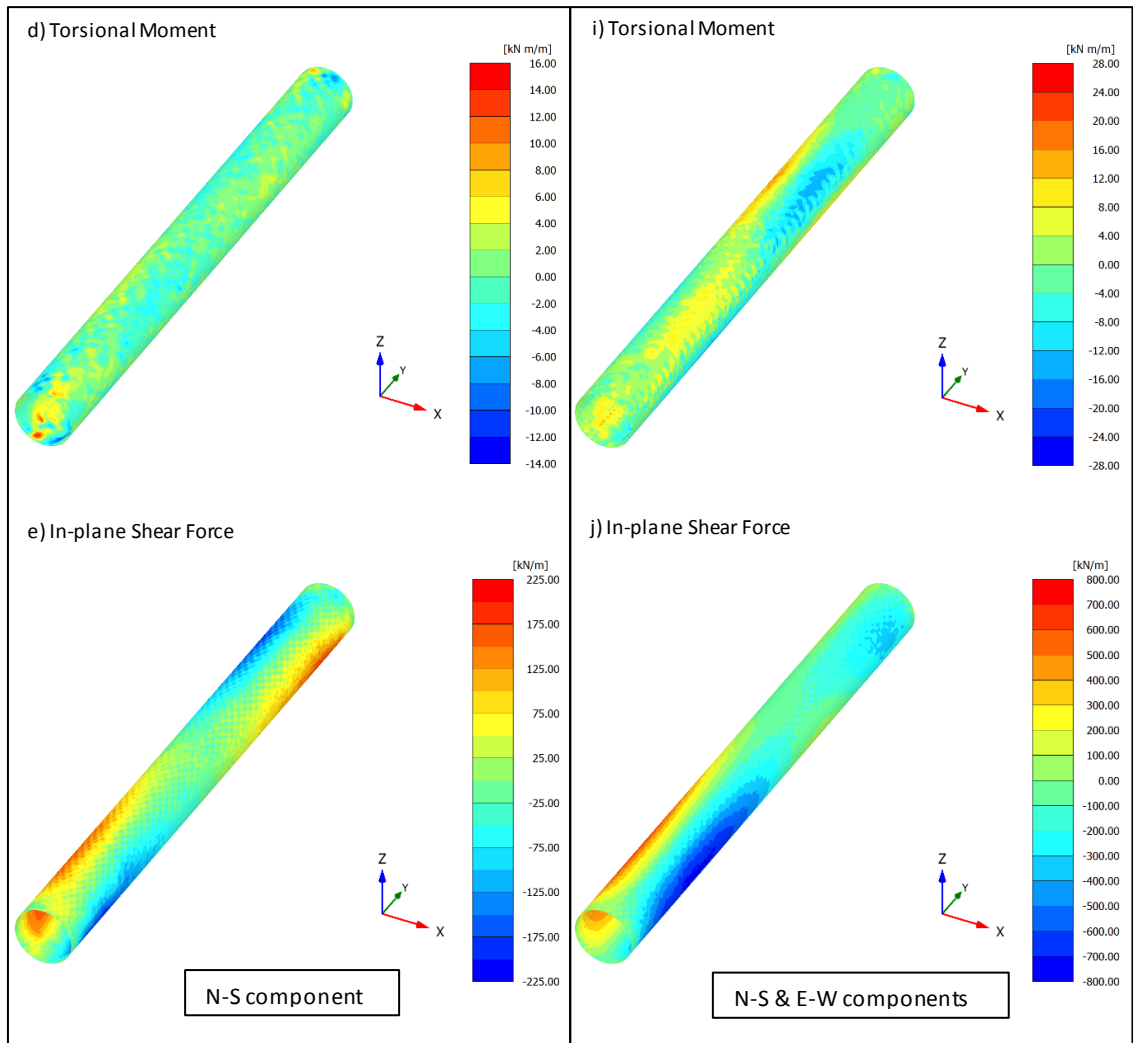 d) Torsional Moment
[kN m/m]
16.00
14.00
12.00
10.00
8.00
6.00
4.00
2.00
0.00
-2.00
-4.00
-6.00
-8.00
-10.00
-12.00
-14.00
Z
Y
X
i) Torsional Moment
[kN m/m]
28.00
24.00
20.00
16.00
12.00
8.00
4.00
0.00
-4.00
-8.00
-12.00
-16.00
-20.00
-24.00
-28.00
Z
Y
X
e) In-plane Shear Force
[kN/m]
225.00
175.00
125.00
75.00
25.00
-25.00
-75.00
-125.00
-175.00
-225.00
Z
Y
X
N-S component
j) In-plane Shear Force
[kN/m]
800.00
700.00
600.00
500.00
400.00
300.00
200.00
100.00
0.00
-100.00
-200.00
-300.00
-400.00
-500.00
-600.00
-700.00
-800.00
Z
Y
X
N-S & E-W components